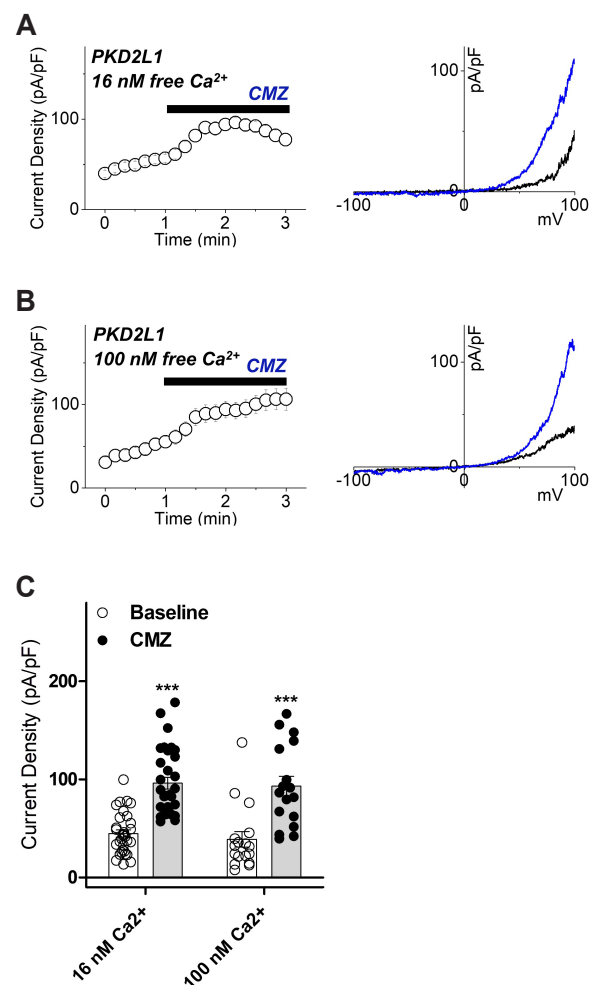 A
PKD2L1
16 nM free Ca²⁺
CMZ
Current Density (pA/pF)
100
0
0 1 2 3
Time (min)
100
pA/pF
0
-100 0 100
mV
B
PKD2L1
100 nM free Ca²⁺
CMZ
Current Density (pA/pF)
100
0
0 1 2 3
Time (min)
100
pA/pF
0
-100 0 100
mV
C
Baseline
CMZ
Current Density (pA/pF)
200
100
0
***
***
16 nM Ca2+
100 nM Ca2+